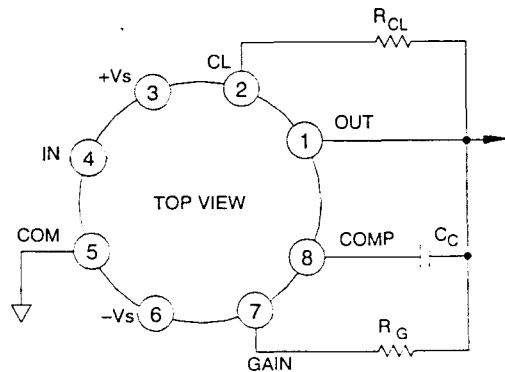 R_CL
CL
+Vs
2
3
OUT
1
IN
4
TOP VIEW
COM
5
COMP
C_C
8
–Vs
6
7
R_G
GAIN